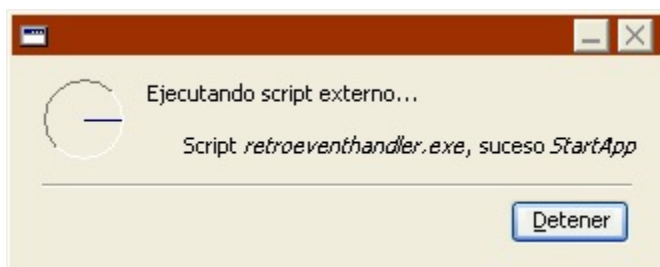 Ejecutando script externo...
Script retroeventhandler.exe, suceso StartApp
Detener